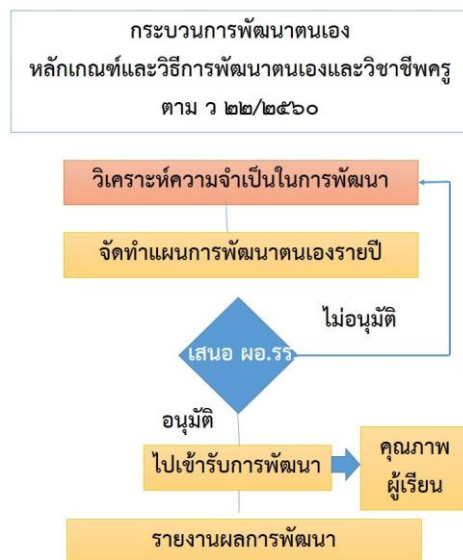 กระบวนการพัฒนาตนเอง
หลักเกณฑ์และวิธีการพัฒนาตนเองและวิชาชีพครู
ตาม ว ๒๒/๒๕๖๐
วิเคราะห์ความจำเป็นในการพัฒนา
จัดทำแผนการพัฒนาตนเองรายปี
ไม่อนุมัติ
เสนอ ผอ.รร.
อนุมัติ
ไปเข้ารับการพัฒนา
คุณภาพ
ผู้เรียน
รายงานผลการพัฒนา